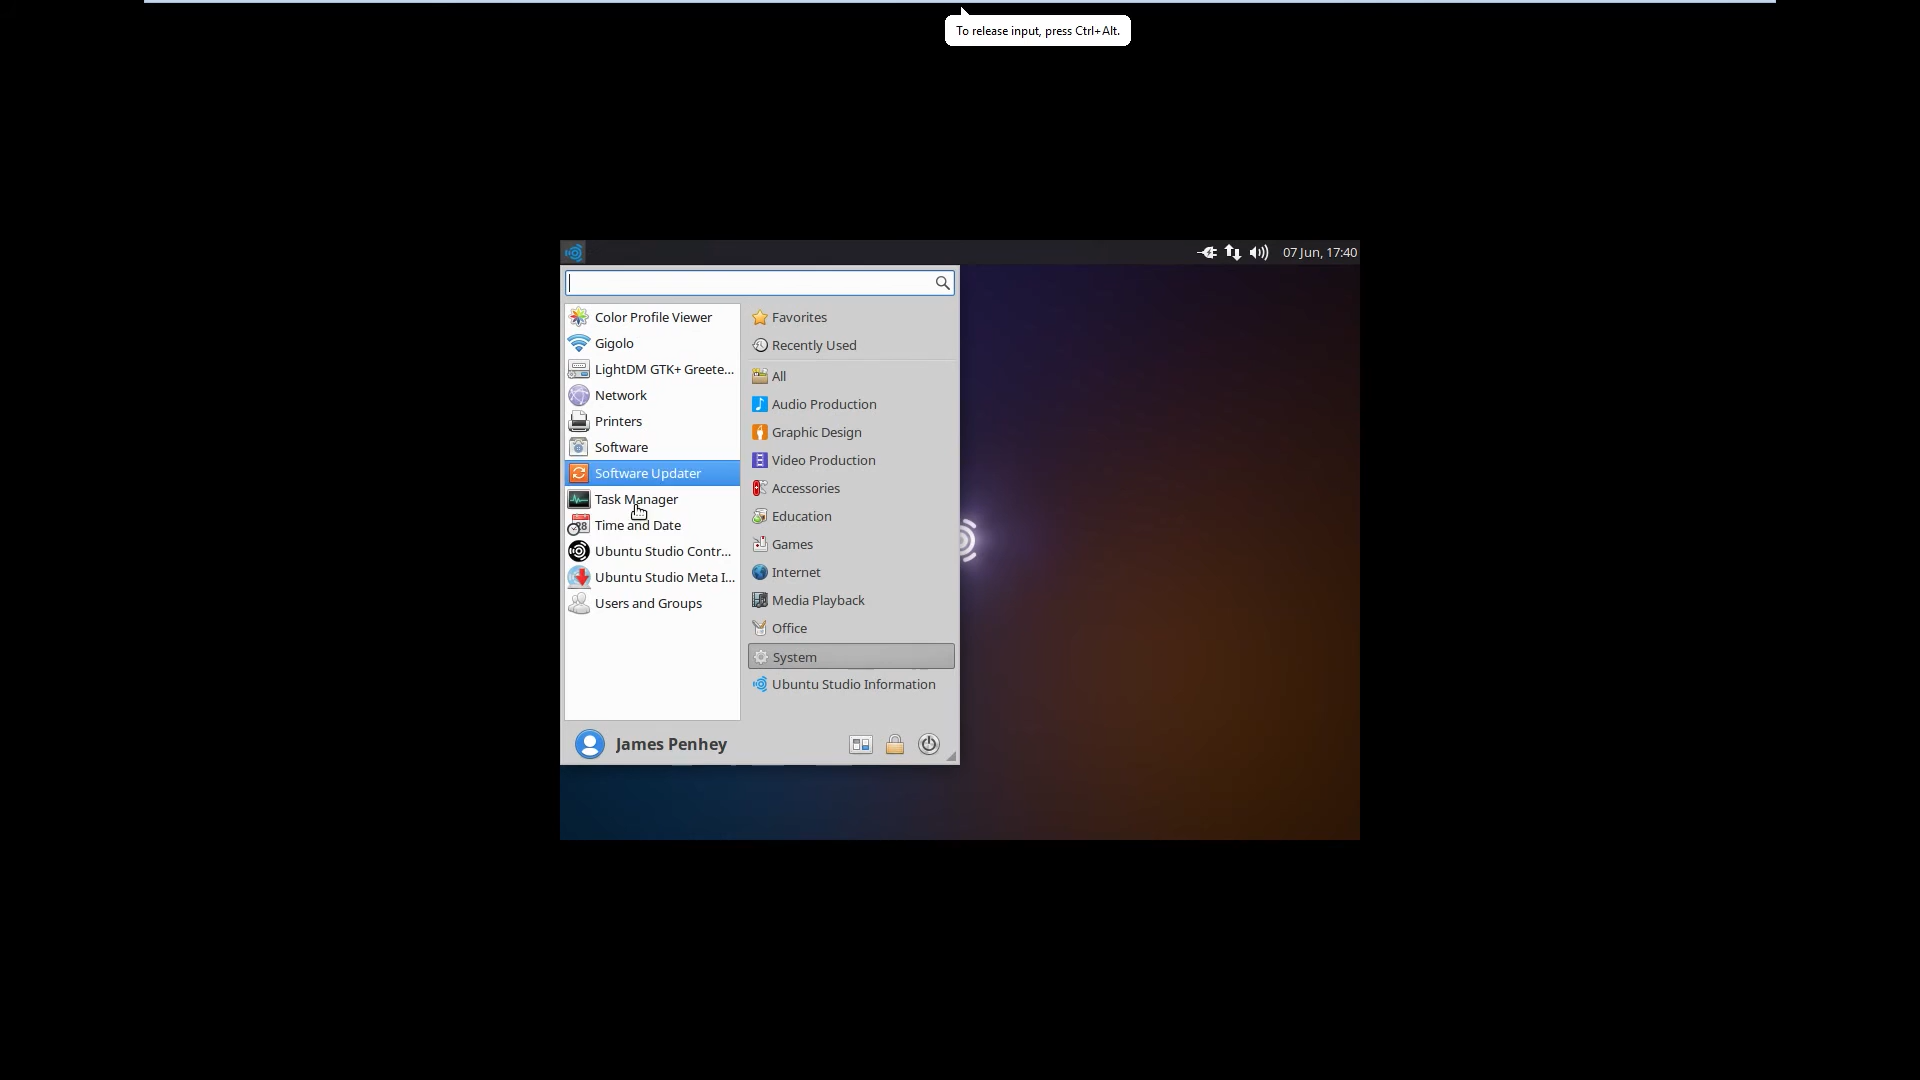 To release input, press Ctrl+Alt.
07 Jun, 17:40
Color Profile Viewer
Gigolo
LightDM GTK+ Greete...
Network
Printers
Software
Software Updater
Task Manager
Time and Date
Ubuntu Studio Contr...
Ubuntu Studio Meta I...
Users and Groups
Favorites
Recently Used
All
Audio Production
Graphic Design
Video Production
Accessories
Education
Games
Internet
Media Playback
Office
System
Ubuntu Studio Information
James Penhey